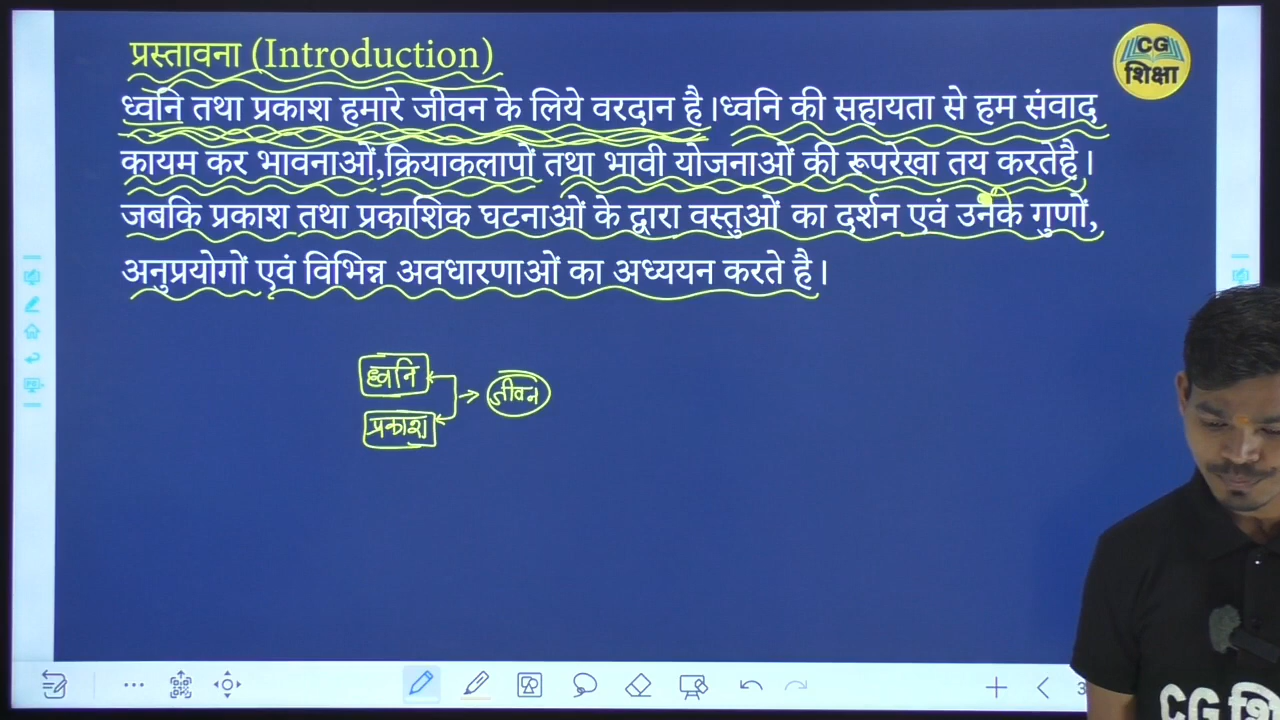 प्रस्तावना (Introduction)
ध्वनि तथा प्रकाश हमारे जीवन के लिये वरदान है।ध्वनि की सहायता से हम संवाद
कायम कर भावनाओं,क्रियाकलापों तथा भावी योजनाओं की रूपरेखा तय करतेहै।
जबकि प्रकाश तथा प्रकाशिक घटनाओं के द्वारा वस्तुओं का दर्शन एवं उनके गुणों,
अनुप्रयोगों एवं विभिन्न अवधारणाओं का अध्ययन करते है।
CG
शिक्षा
ध्वनि
जीवन
प्रकाश
3
CG